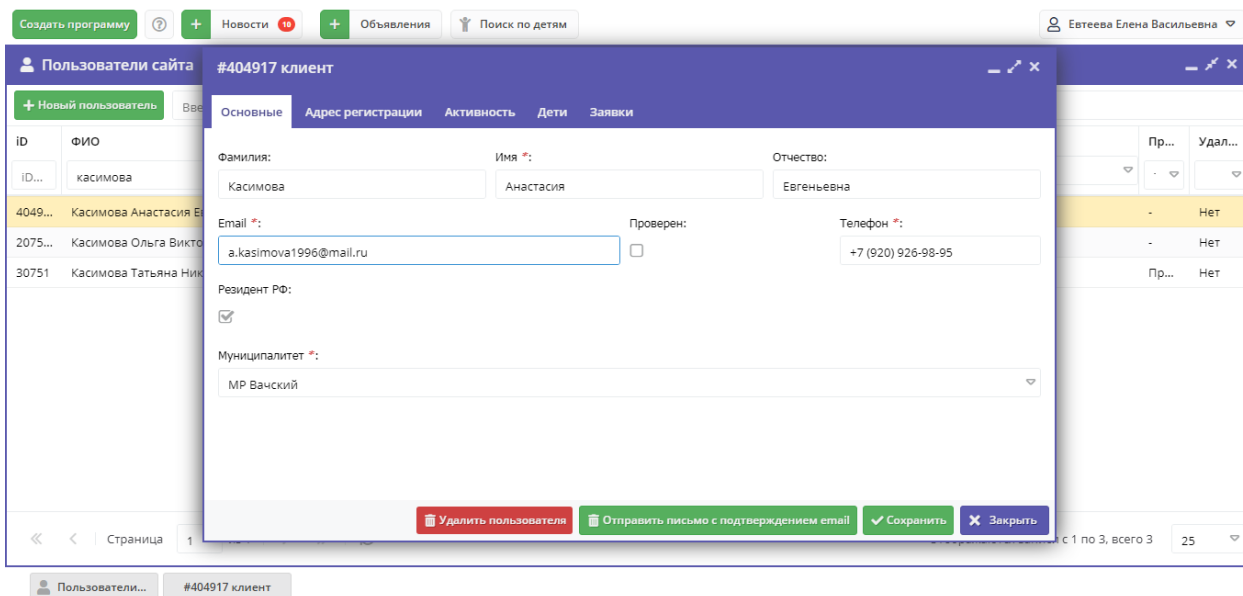 Создать программу ? + Новости 10 + Объявления Поиск по детям Евтеева Елена Васильевна
Пользователи сайта
#404917 клиент
+ Новый пользователь Вве
Основные Адрес регистрации Активность Дети Заявки
iD ФИО Пр... Удал...
Фамилия: Имя *: Отчество:
iD... касимова -
Касимова Анастасия Евгеньевна
4049... Касимова Анастасия Е - Нет
Email *: Проверен: Телефон *:
2075... Касимова Ольга Викто - Нет
a.kasimova1996@mail.ru +7 (920) 926-98-95
30751 Касимова Татьяна Ник Пр... Нет
Резидент РФ:
Муниципалитет *:
МР Вачский
Удалить пользователя Отправить письмо с подтверждением email Сохранить Закрыть
Страница 1 с 1 по 3, всего 3 25
Пользователи... #404917 клиент